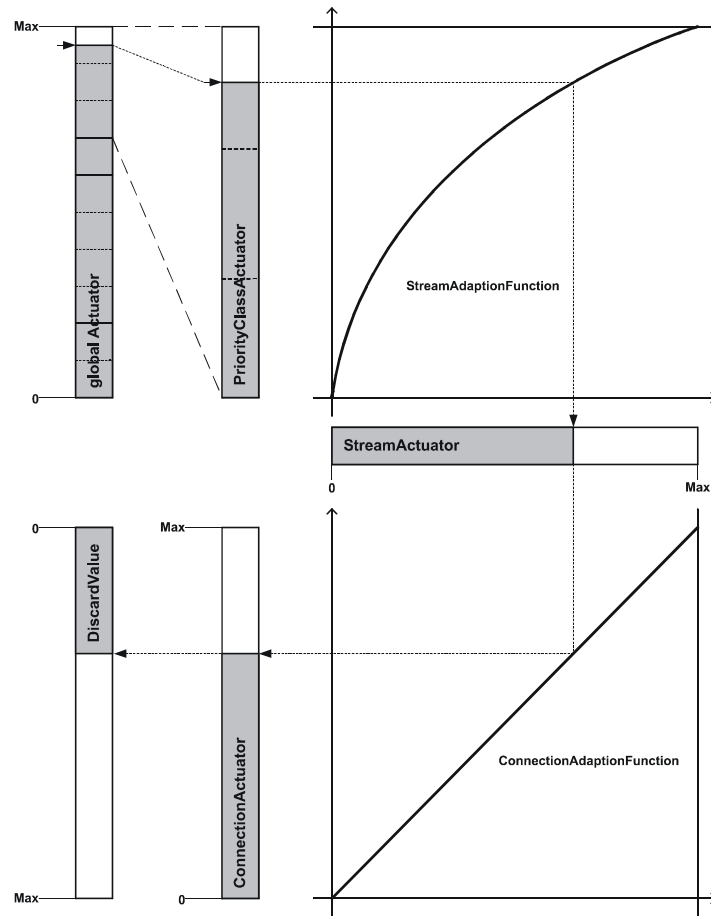 Max
global Actuator
PriorityClassActuator
StreamAdaptionFunction
0
StreamActuator
0
Max
0
Max
DiscardValue
ConnectionActuator
ConnectionAdaptionFunction
Max
0